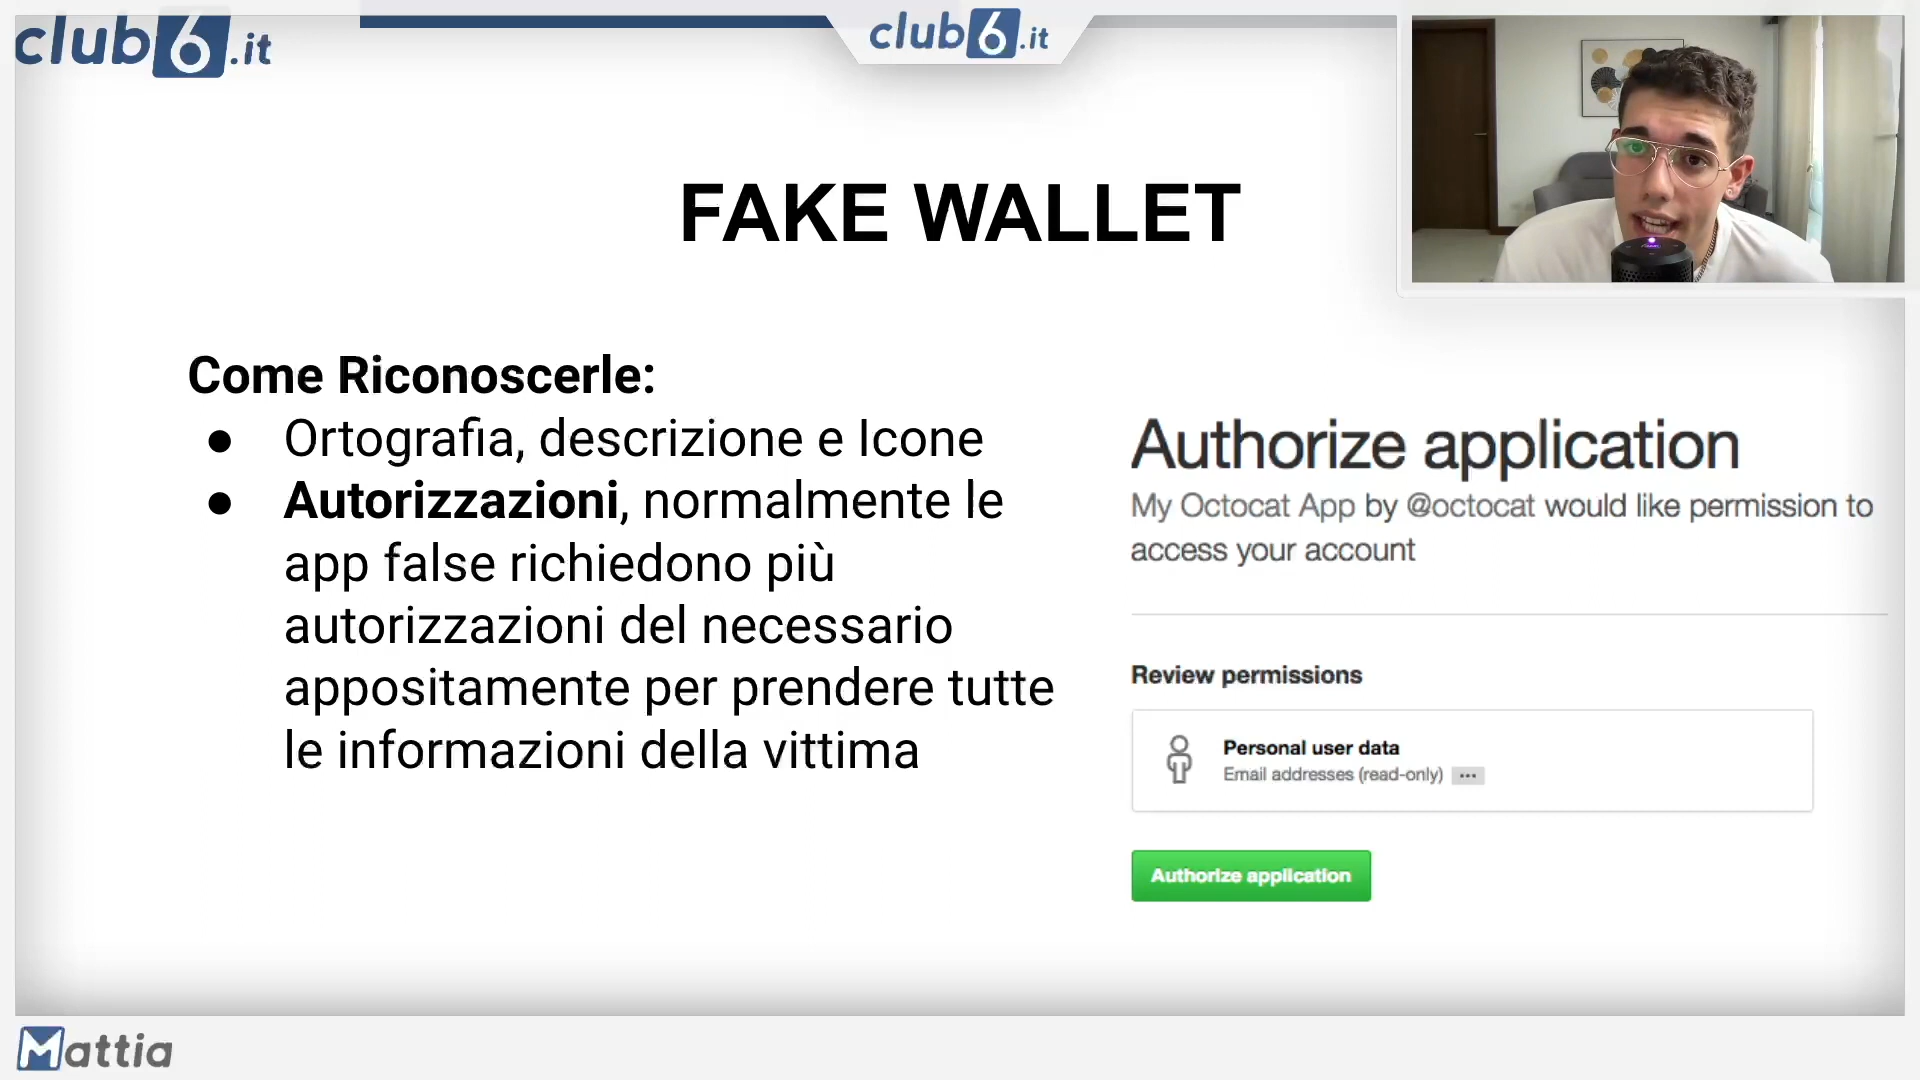 club6.it
club6.it
FAKE WALLET
Come Riconoscerle:
● Ortografia, descrizione e Icone
● Autorizzazioni, normalmente le
app false richiedono più
autorizzazioni del necessario
appositamente per prendere tutte
le informazioni della vittima
Authorize application
My Octocat App by @octocat would like permission to
access your account
Review permissions
Personal user data
Email addresses (read-only) •••
Authorize application
Mattia